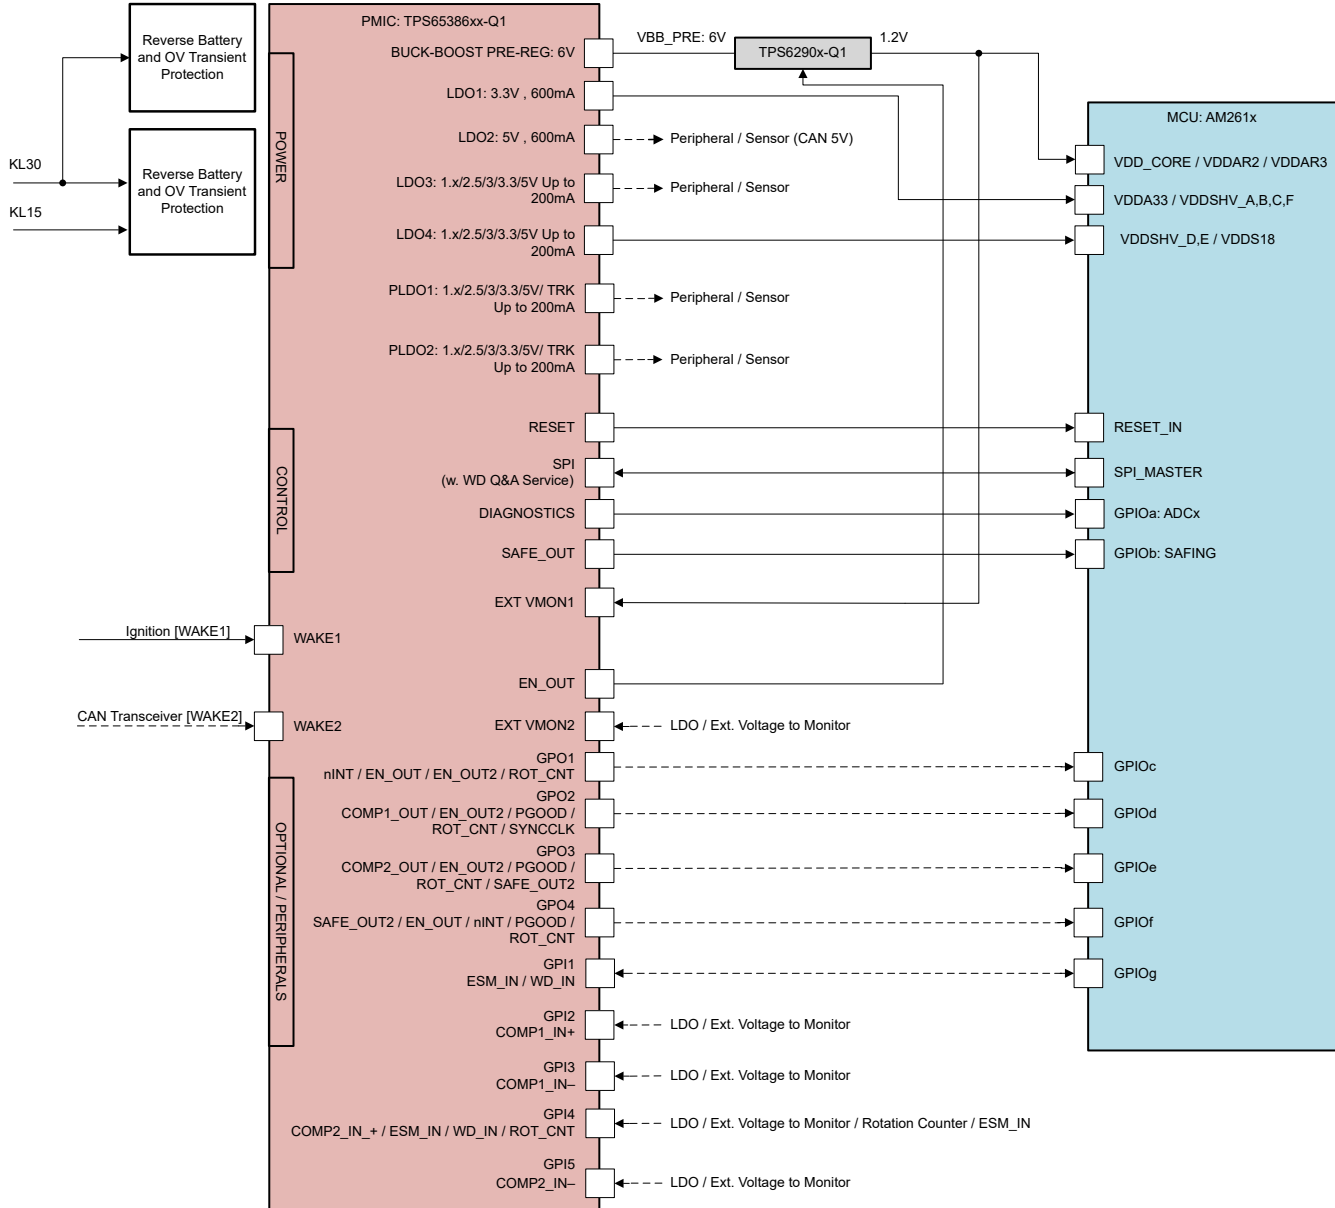 PMIC: TPS65386xx-Q1
Reverse Battery
and OV Transient
Protection
Reverse Battery
and OV Transient
Protection
KL30
KL15
POWER
BUCK-BOOST PRE-REG: 6V
VBB_PRE: 6V
TPS6290x-Q1
1.2V
LDO1: 3.3V , 600mA
LDO2: 5V , 600mA
Peripheral / Sensor (CAN 5V)
LDO3: 1.x/2.5/3/3.3/5V Up to
200mA
Peripheral / Sensor
LDO4: 1.x/2.5/3/3.3/5V Up to
200mA
PLDO1: 1.x/2.5/3/3.3/5V/ TRK
Up to 200mA
Peripheral / Sensor
PLDO2: 1.x/2.5/3/3.3/5V/ TRK
Up to 200mA
Peripheral / Sensor
MCU: AM261x
VDD_CORE / VDDAR2 / VDDAR3
VDDA33 / VDDSHV_A,B,C,F
VDDSHV_D,E / VDDS18
CONTROL
RESET
RESET_IN
SPI
(w. WD Q&A Service)
SPI_MASTER
DIAGNOSTICS
GPIOa: ADCx
SAFE_OUT
GPIOb: SAFING
EXT VMON1
Ignition [WAKE1]
WAKE1
EN_OUT
CAN Transceiver [WAKE2]
WAKE2
EXT VMON2
LDO / Ext. Voltage to Monitor
OPTIONAL / PERIPHERALS
GPO1
nINT / EN_OUT / EN_OUT2 / ROT_CNT
GPIOc
GPO2
COMP1_OUT / EN_OUT2 / PGOOD /
ROT_CNT / SYNCCLK
GPIOd
GPO3
COMP2_OUT / EN_OUT2 / PGOOD /
ROT_CNT / SAFE_OUT2
GPIOe
GPO4
SAFE_OUT2 / EN_OUT / nINT / PGOOD /
ROT_CNT
GPIOf
GPI1
ESM_IN / WD_IN
GPIOg
GPI2
COMP1_IN+
LDO / Ext. Voltage to Monitor
GPI3
COMP1_IN–
LDO / Ext. Voltage to Monitor
GPI4
COMP2_IN_+ / ESM_IN / WD_IN / ROT_CNT
LDO / Ext. Voltage to Monitor / Rotation Counter / ESM_IN
GPI5
COMP2_IN–
LDO / Ext. Voltage to Monitor